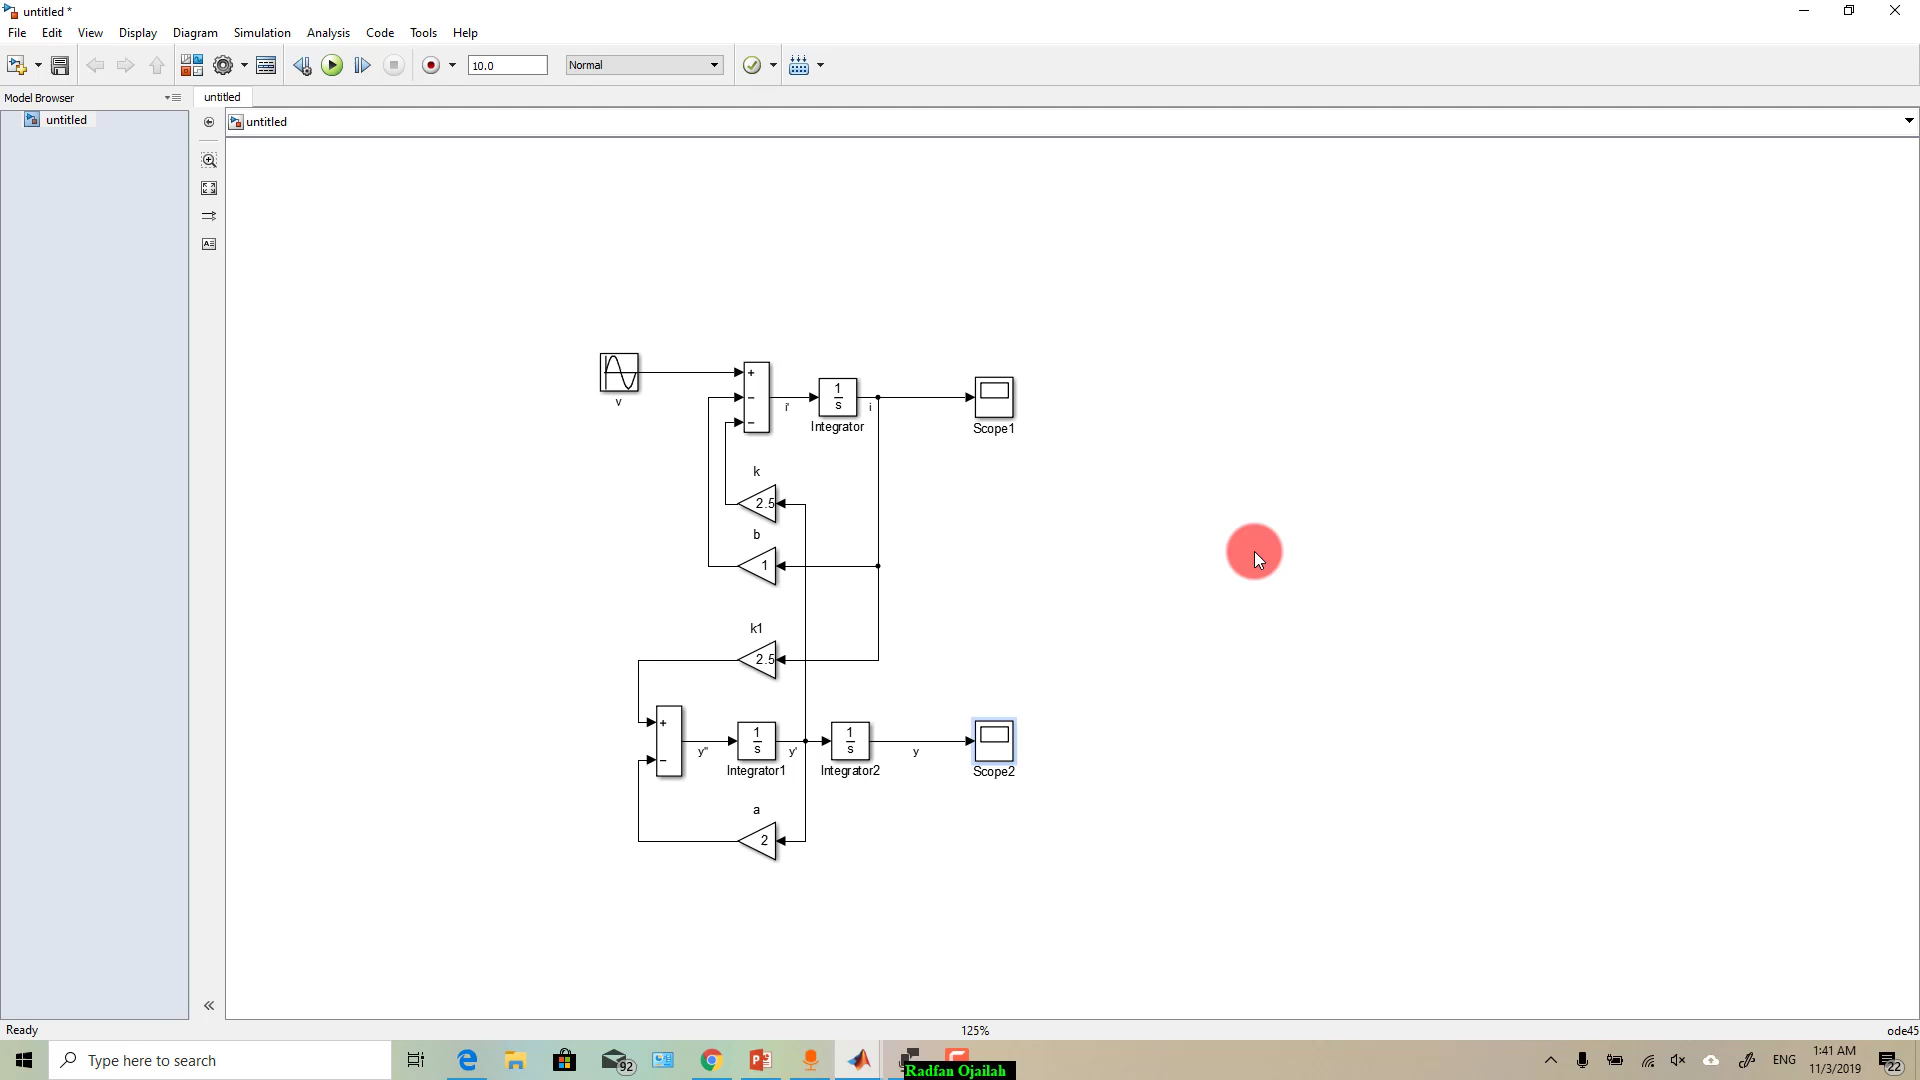 untitled *
File Edit View Display Diagram Simulation Analysis Code Tools Help
10.0
Normal
Model Browser
untitled
untitled
untitled
v
+
−
−
i'
1
s
Integrator
i
Scope1
k
2.5
b
1
k1
2.5
+
−
y''
1
s
Integrator1
y'
1
s
Integrator2
y
Scope2
a
2
Ready
125%
ode45
Type here to search
92
Radfan Ojailah
ENG
1:41 AM
11/3/2019
22